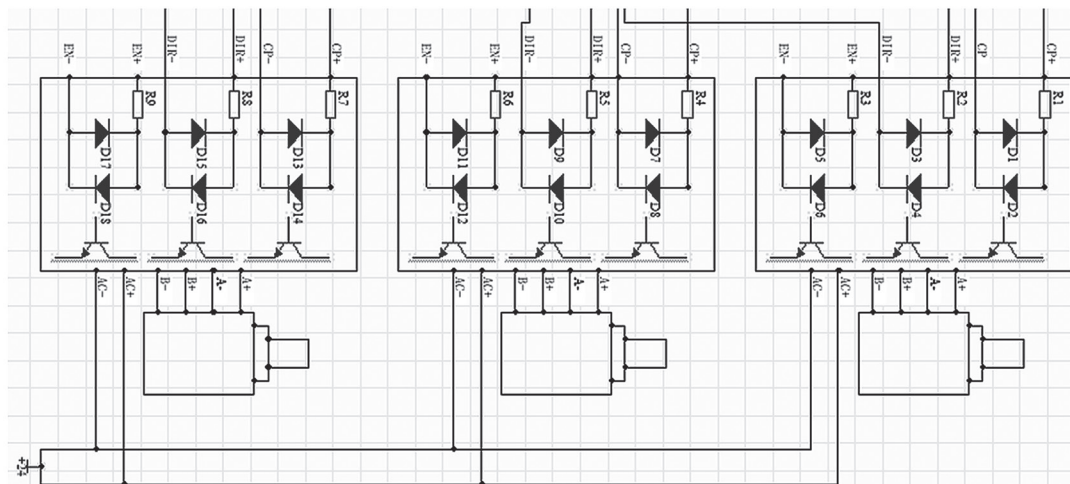 EN-
EN+
DIR-
DIR+
CP-
CP+
EN-
EN+
DIR-
DIR+
CP-
CP+
EN-
EN+
DIR-
DIR+
CP
CP+
R9
R8
R7
R6
R5
R4
R3
R2
R1
D17
D15
D13
D11
D9
D7
D5
D3
D1
D18
D16
D14
D12
D10
D8
D6
D4
D2
AC-
AC+
B-
B+
A-
A+
AC-
AC+
B-
B+
A-
A+
AC-
AC+
B-
B+
A-
A+
+24